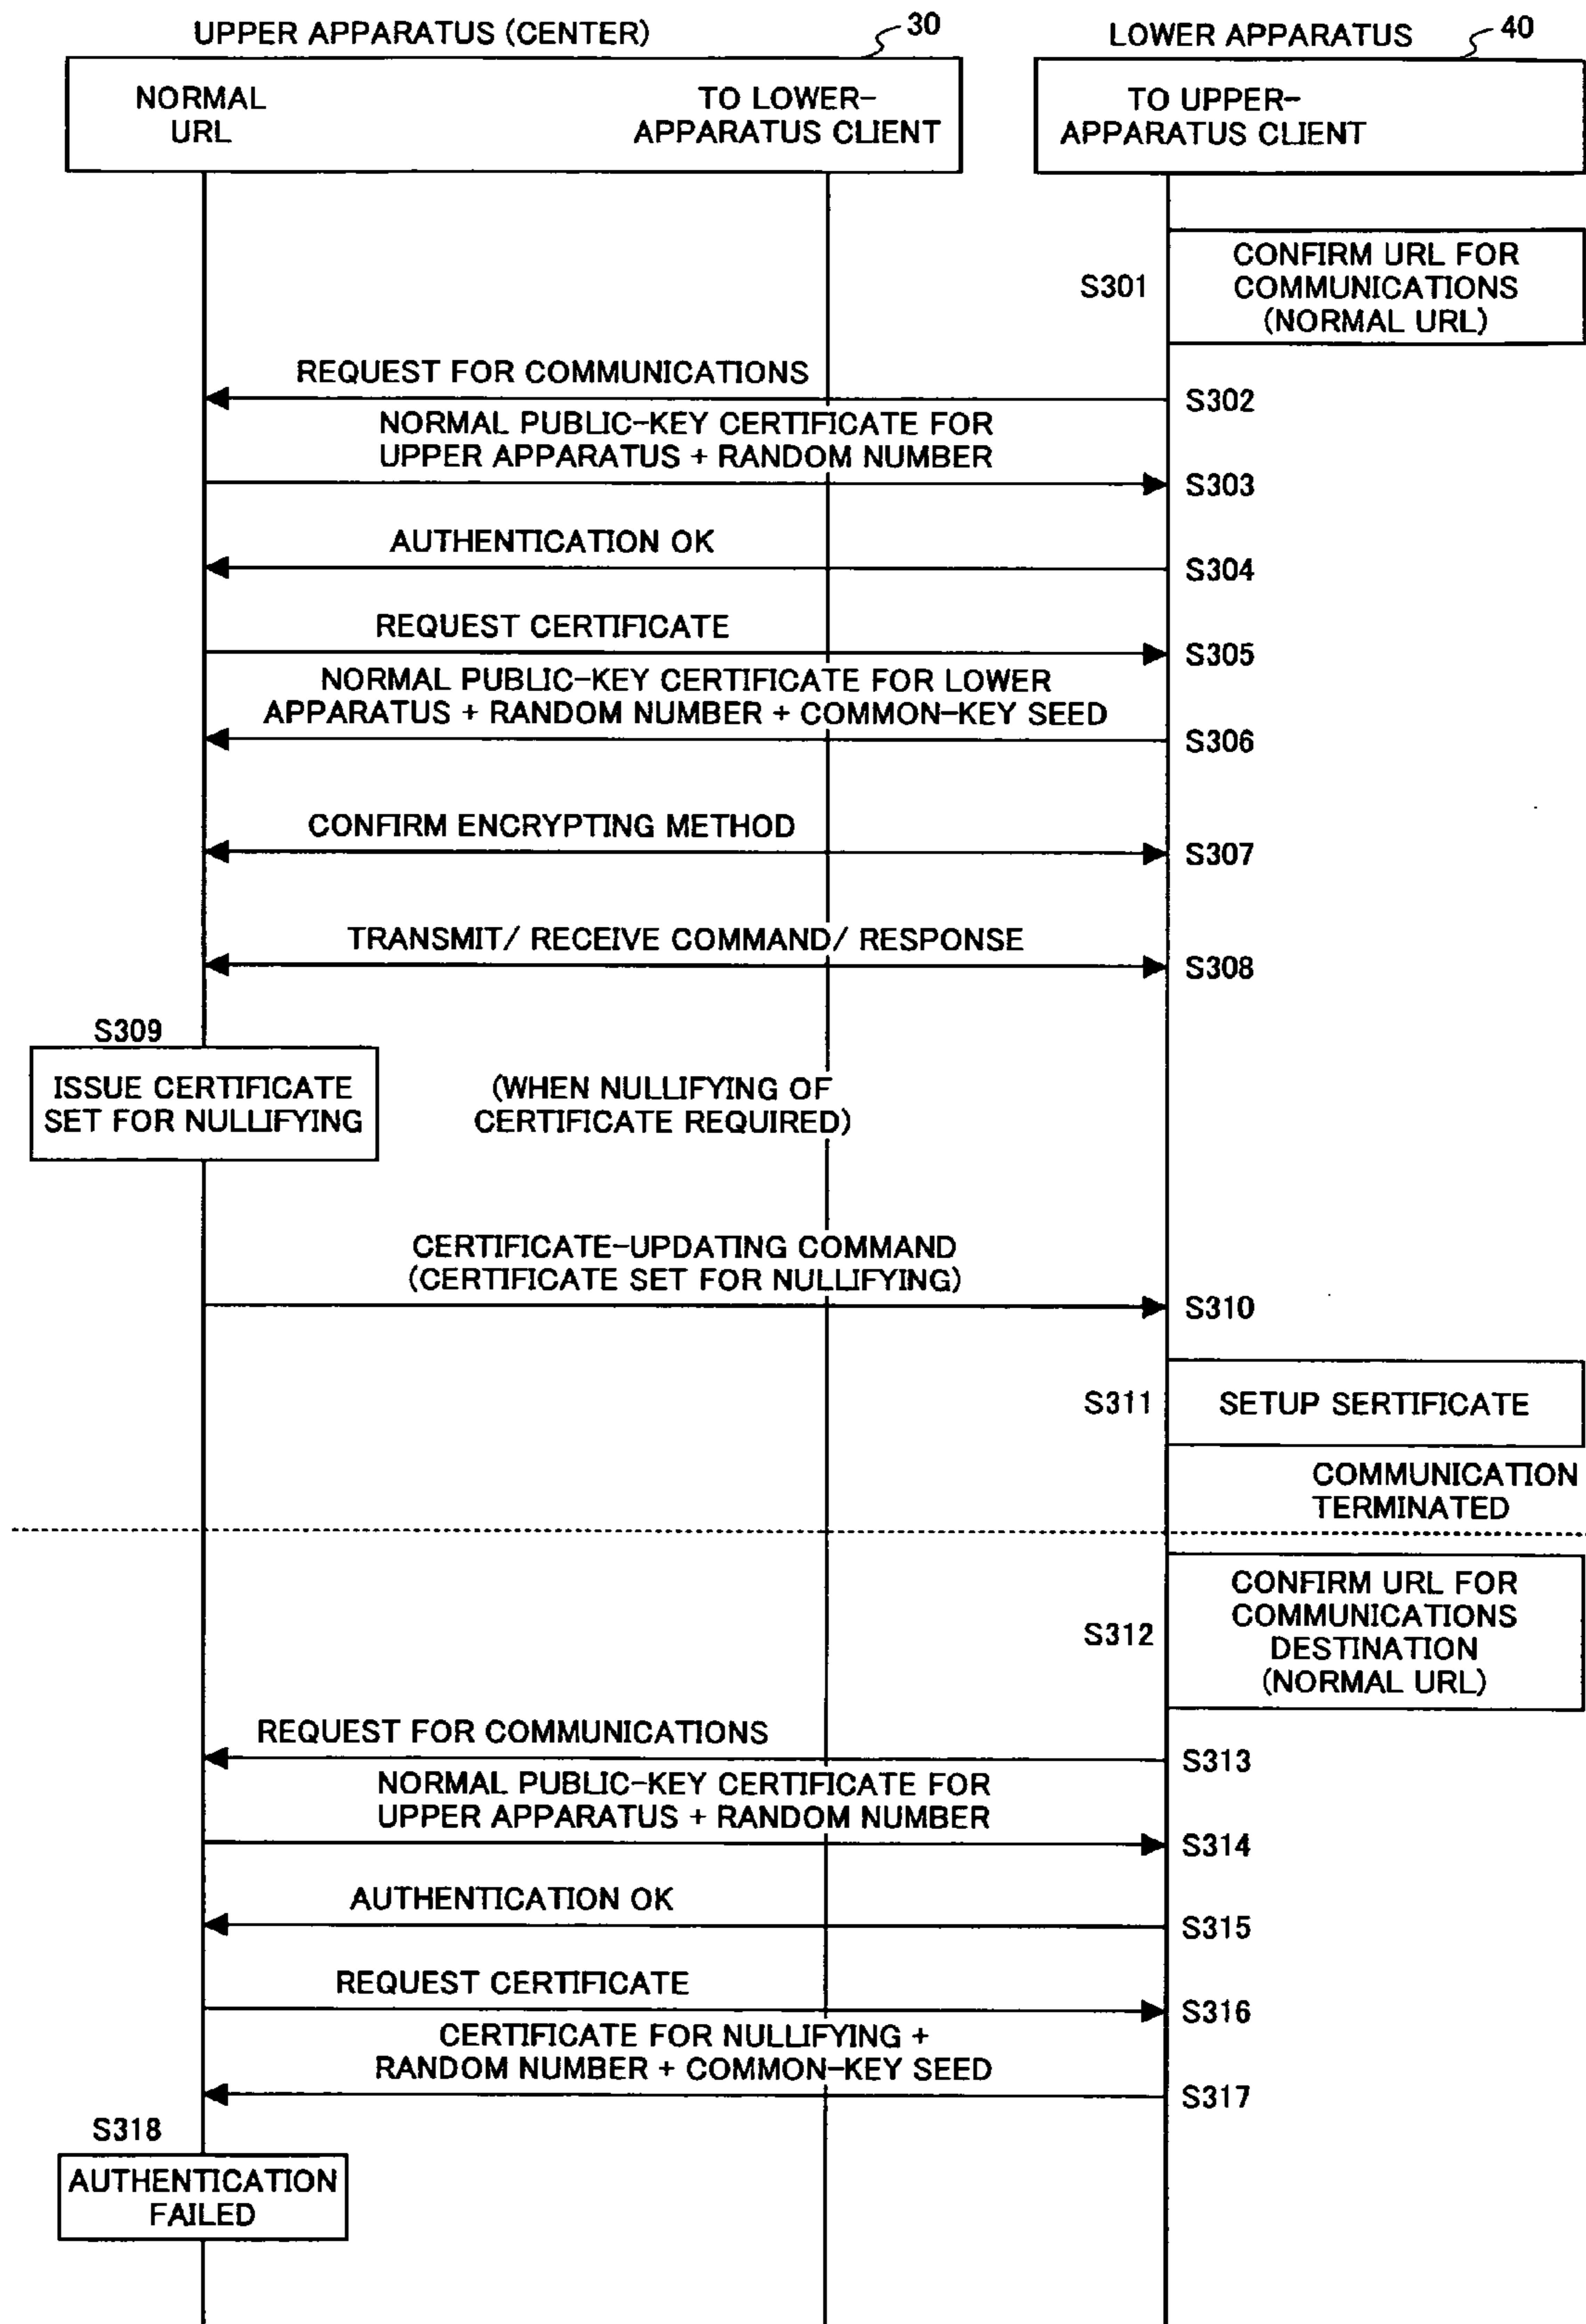 UPPER APPARATUS (CENTER)
30
LOWER APPARATUS
40
NORMAL
URL
TO LOWER-
APPARATUS CLIENT
TO UPPER-
APPARATUS CLIENT
S301
CONFIRM URL FOR
COMMUNICATIONS
(NORMAL URL)
REQUEST FOR COMMUNICATIONS
S302
NORMAL PUBLIC-KEY CERTIFICATE FOR
UPPER APPARATUS + RANDOM NUMBER
S303
AUTHENTICATION OK
S304
REQUEST CERTIFICATE
S305
NORMAL PUBLIC-KEY CERTIFICATE FOR LOWER
APPARATUS + RANDOM NUMBER + COMMON-KEY SEED
S306
CONFIRM ENCRYPTING METHOD
S307
TRANSMIT/ RECEIVE COMMAND/ RESPONSE
S308
S309
ISSUE CERTIFICATE
SET FOR NULLIFYING
(WHEN NULLIFYING OF
CERTIFICATE REQUIRED)
CERTIFICATE-UPDATING COMMAND
(CERTIFICATE SET FOR NULLIFYING)
S310
S311
SETUP SERTIFICATE
COMMUNICATION
TERMINATED
S312
CONFIRM URL FOR
COMMUNICATIONS
DESTINATION
(NORMAL URL)
REQUEST FOR COMMUNICATIONS
S313
NORMAL PUBLIC-KEY CERTIFICATE FOR
UPPER APPARATUS + RANDOM NUMBER
S314
AUTHENTICATION OK
S315
REQUEST CERTIFICATE
S316
CERTIFICATE FOR NULLIFYING +
RANDOM NUMBER + COMMON-KEY SEED
S317
S318
AUTHENTICATION
FAILED